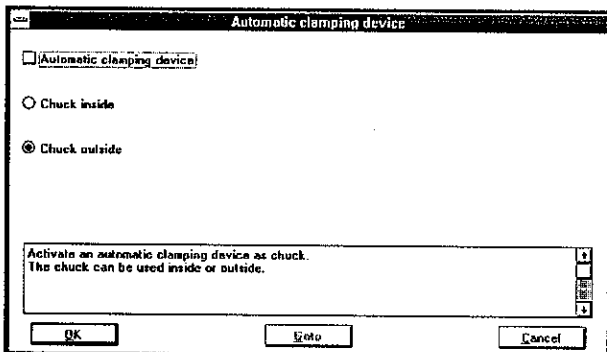 Automatic clamping device
Automatic clamping device
Chuck inside
Chuck outside
Activate an automatic clamping device as chuck.
The chuck can be used inside or outside.
OK
Goto
Cancel